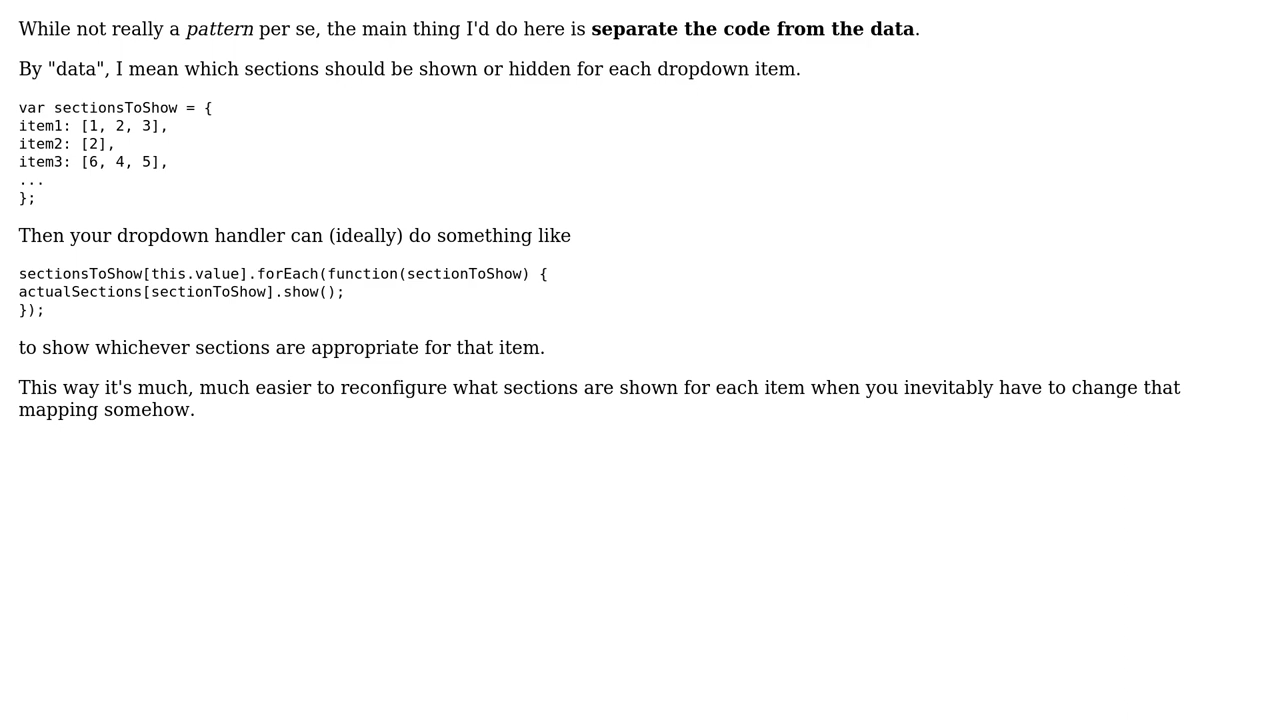 While not really a pattern per se, the main thing I'd do here is separate the code from the data.
By "data", I mean which sections should be shown or hidden for each dropdown item.
var sectionsToShow = {
item1: [1, 2, 3],
item2: [2],
item3: [6, 4, 5],
...
};
Then your dropdown handler can (ideally) do something like
sectionsToShow[this.value].forEach(function(sectionToShow) {
actualSections[sectionToShow].show();
});
to show whichever sections are appropriate for that item.
This way it's much, much easier to reconfigure what sections are shown for each item when you inevitably have to change that
mapping somehow.